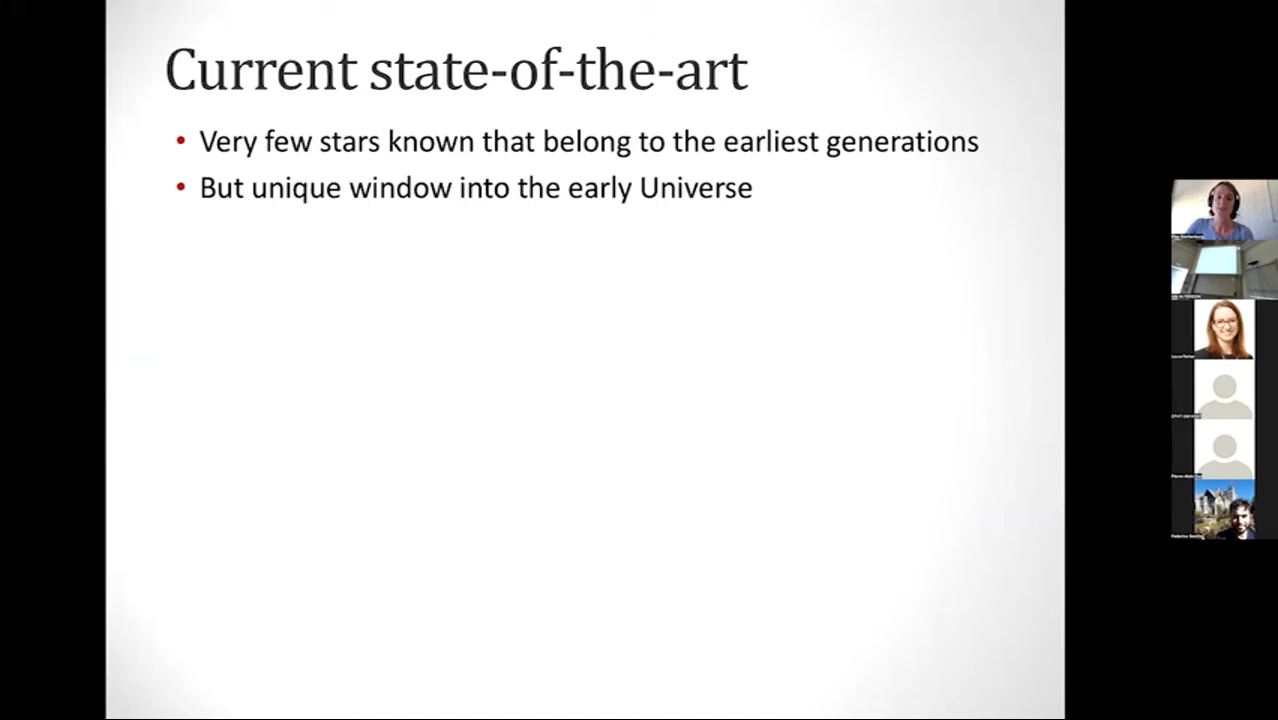 Current state-of-the-art
• Very few stars known that belong to the earliest generations
• But unique window into the early Universe